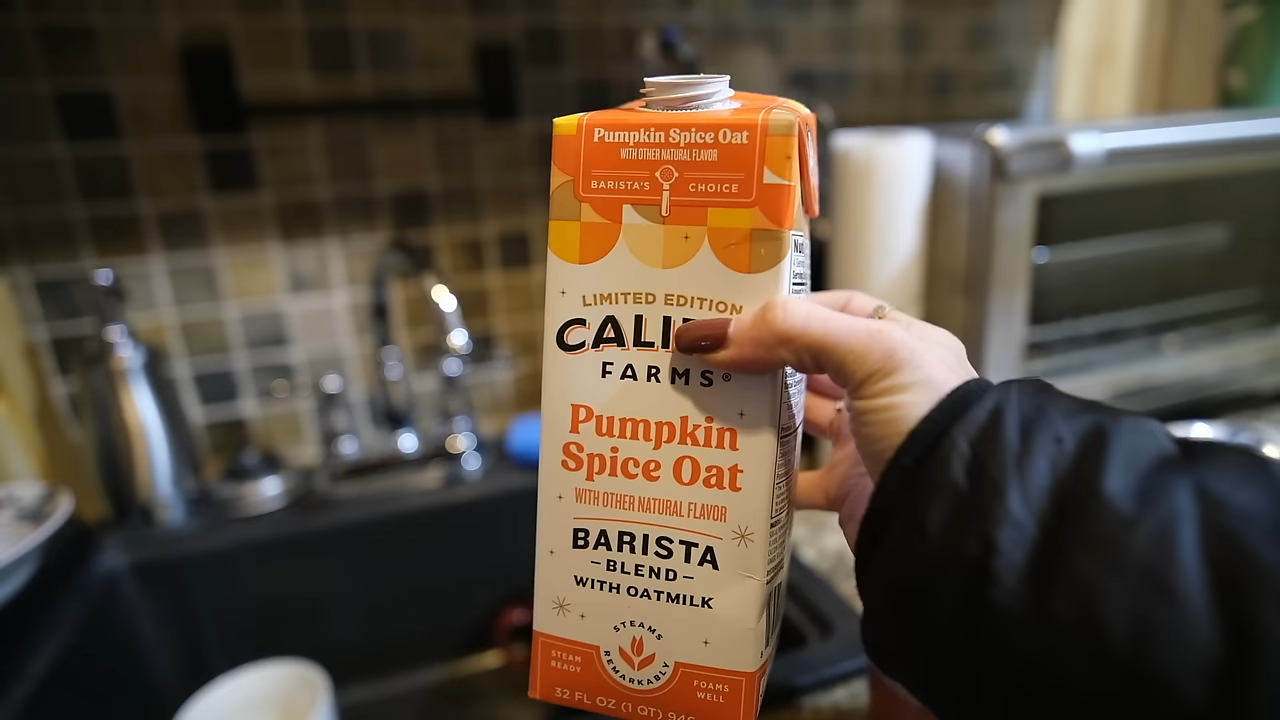 Pumpkin Spice Oat
WITH OTHER NATURAL FLAVOR
BARISTA'S CHOICE
LIMITED EDITION
CALI
FARMS®
Pumpkin
Spice Oat
WITH OTHER NATURAL FLAVOR
BARISTA
–BLEND–
WITH OATMILK
STEAMS
REMARKABLY
STEAM
READY
FOAMS
WELL
32 FL OZ (1 QT)